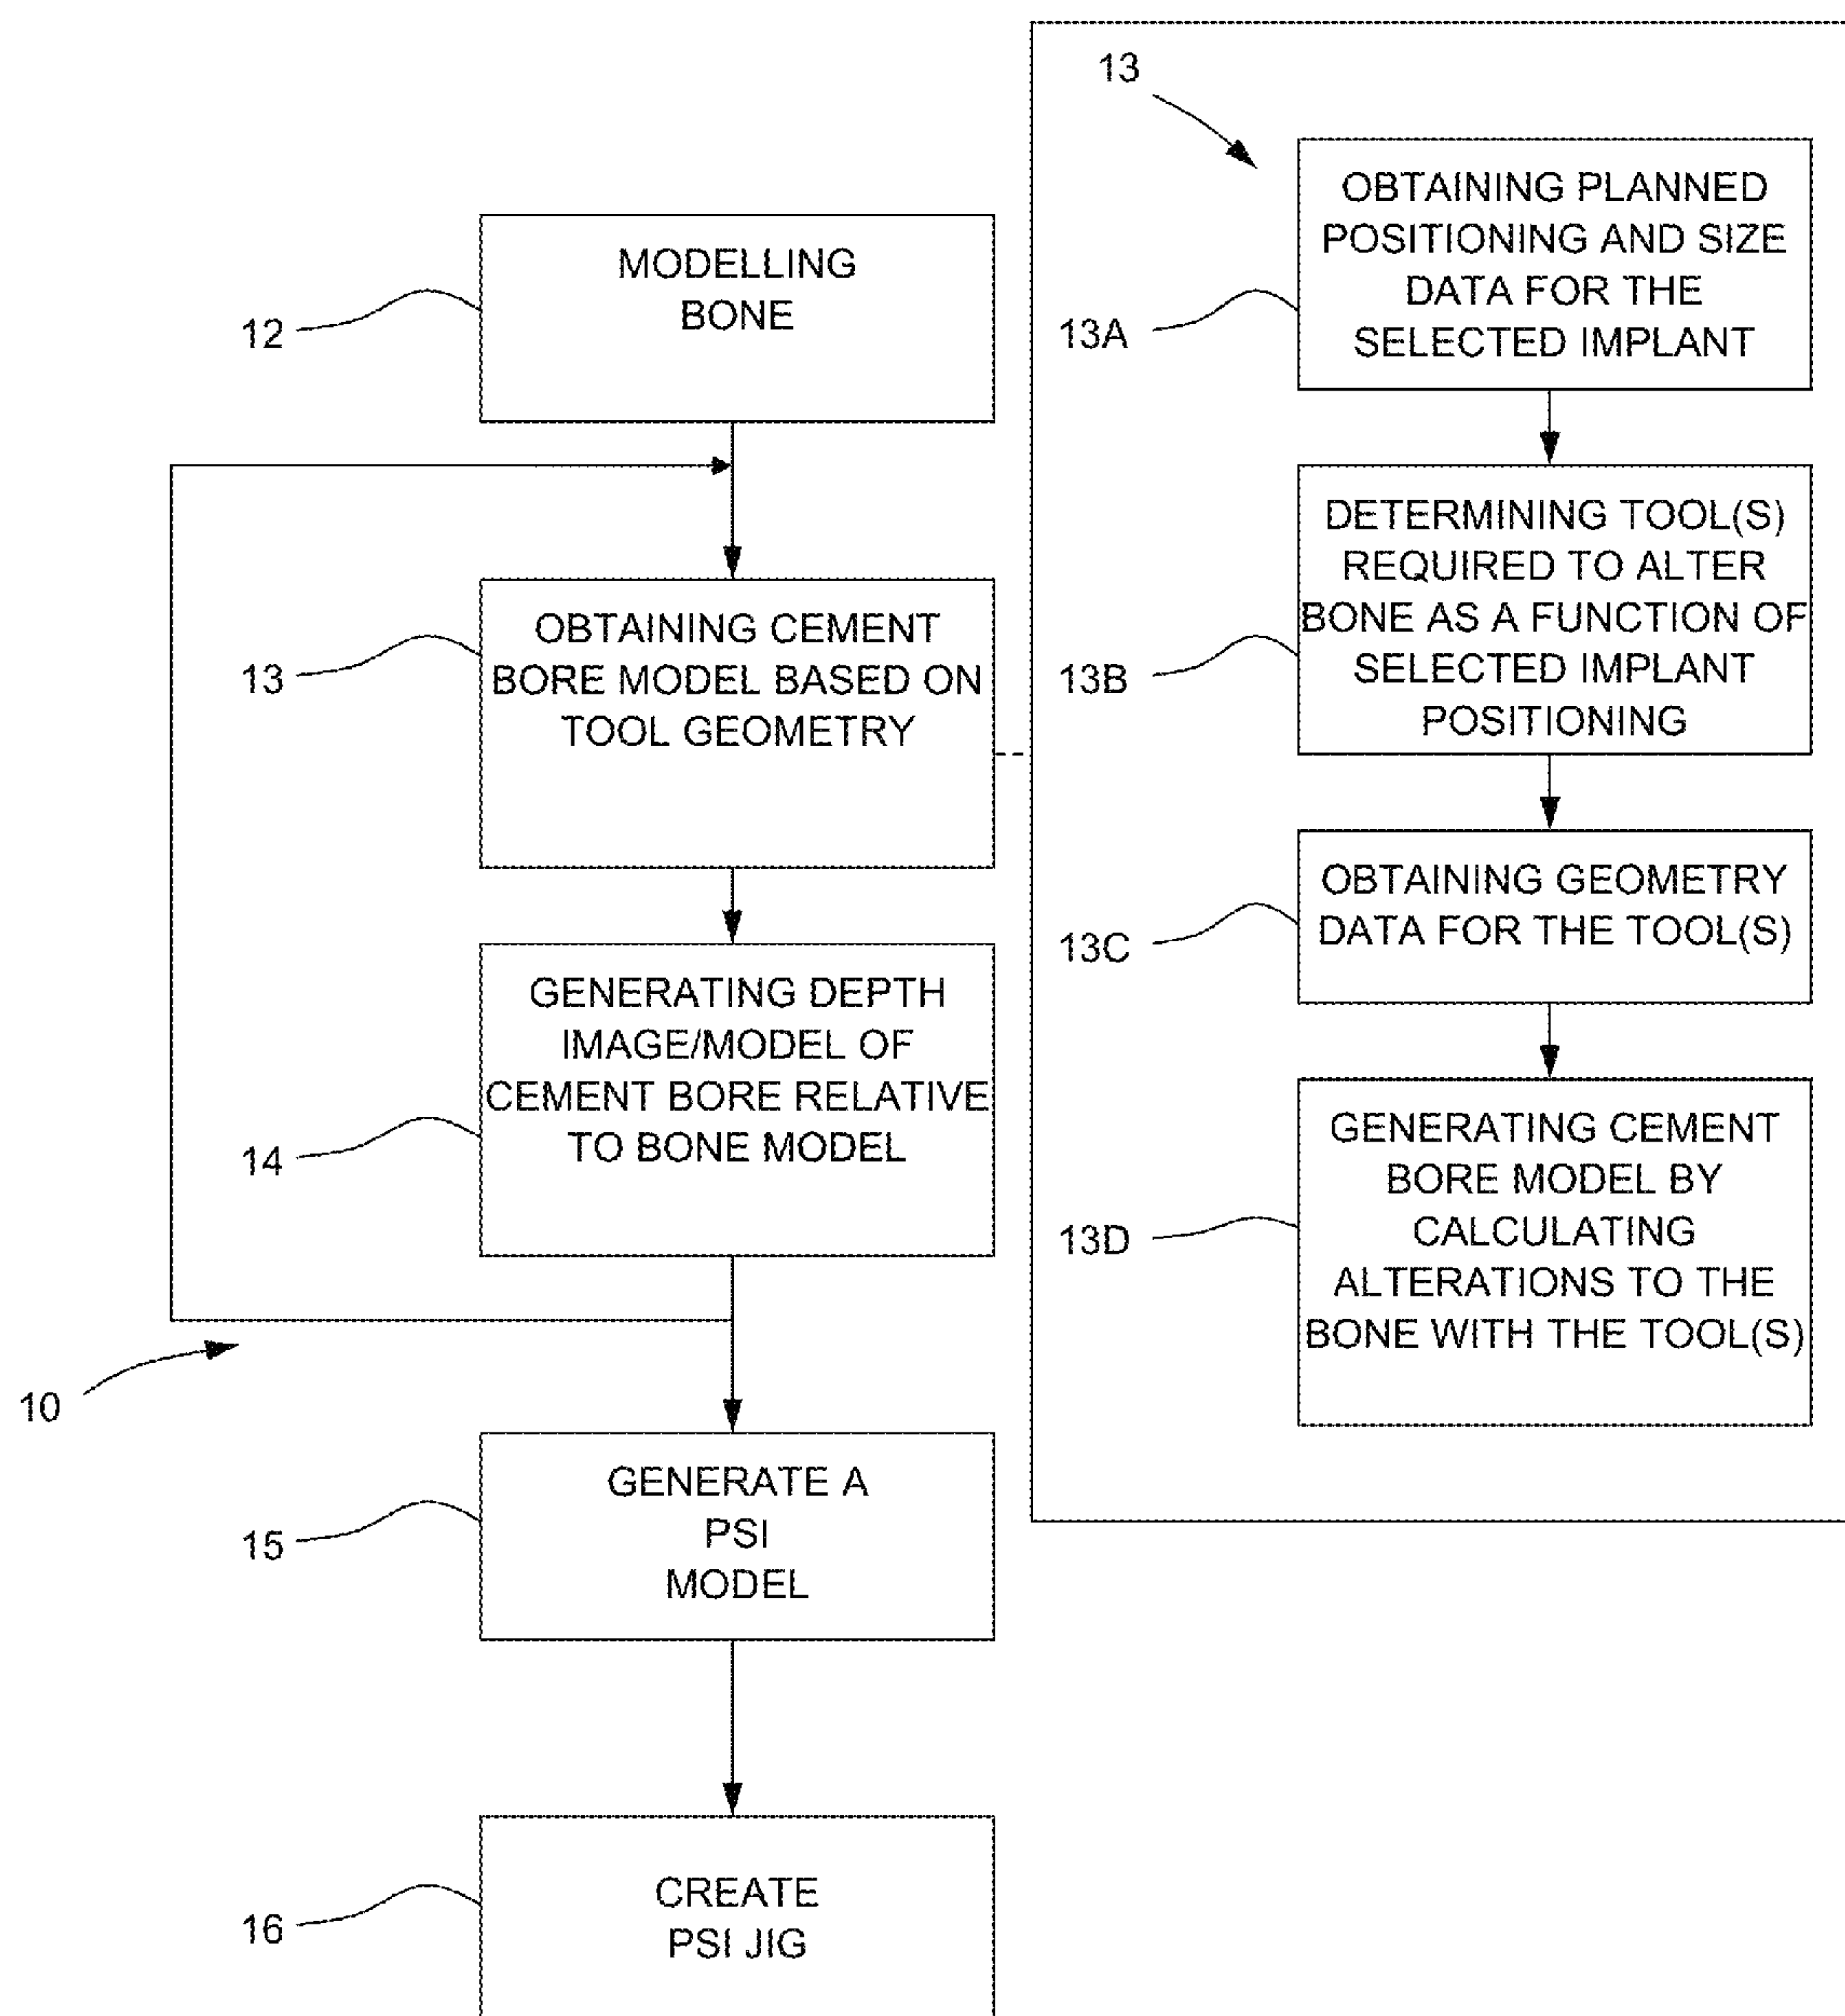 12
MODELLING
BONE
13
OBTAINING CEMENT
BORE MODEL BASED ON
TOOL GEOMETRY
14
GENERATING DEPTH
IMAGE/MODEL OF
CEMENT BORE RELATIVE
TO BONE MODEL
10
15
GENERATE A
PSI
MODEL
16
CREATE
PSI JIG
13
13A
OBTAINING PLANNED
POSITIONING AND SIZE
DATA FOR THE
SELECTED IMPLANT
13B
DETERMINING TOOL(S)
REQUIRED TO ALTER
BONE AS A FUNCTION OF
SELECTED IMPLANT
POSITIONING
13C
OBTAINING GEOMETRY
DATA FOR THE TOOL(S)
13D
GENERATING CEMENT
BORE MODEL BY
CALCULATING
ALTERATIONS TO THE
BONE WITH THE TOOL(S)